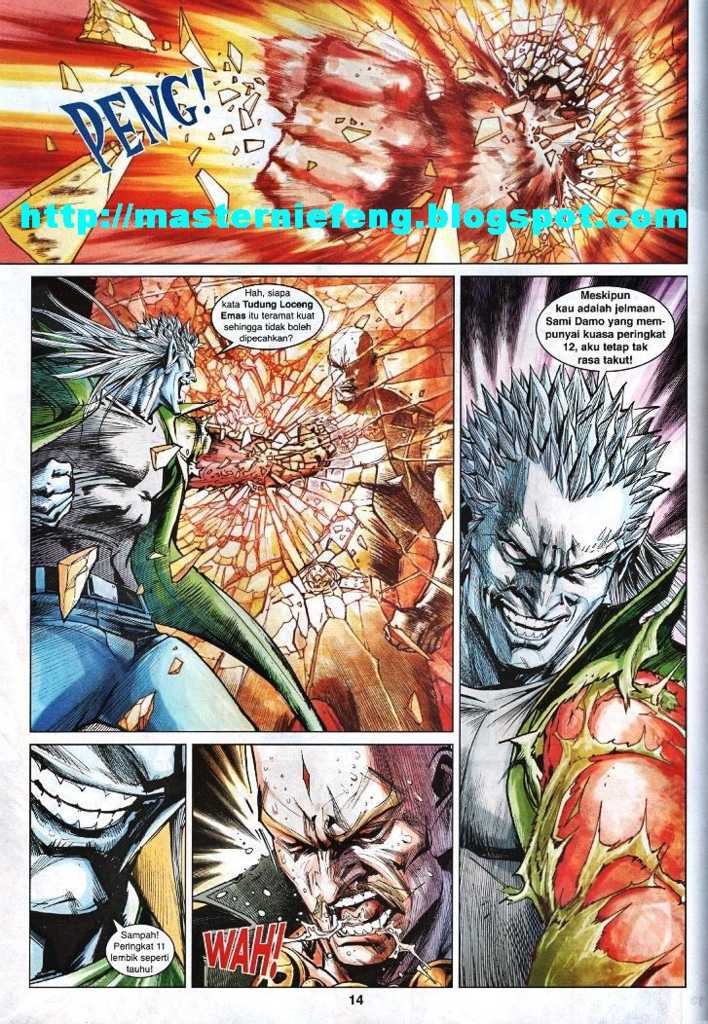 PENG!
http://masterniefeng.blogspot.com
Hah, siapa
kata Tudung Loceng
Emas itu teramat kuat
sehingga tidak boleh
dipecahkan?
Meskipun
kau adalah jelmaan
Sami Damo yang mem-
punyai kuasa peringkat
12, aku tetap tak
rasa takut!
Sampah!
Peringkat 11
lembik seperti
tauhu!
WAH!
14